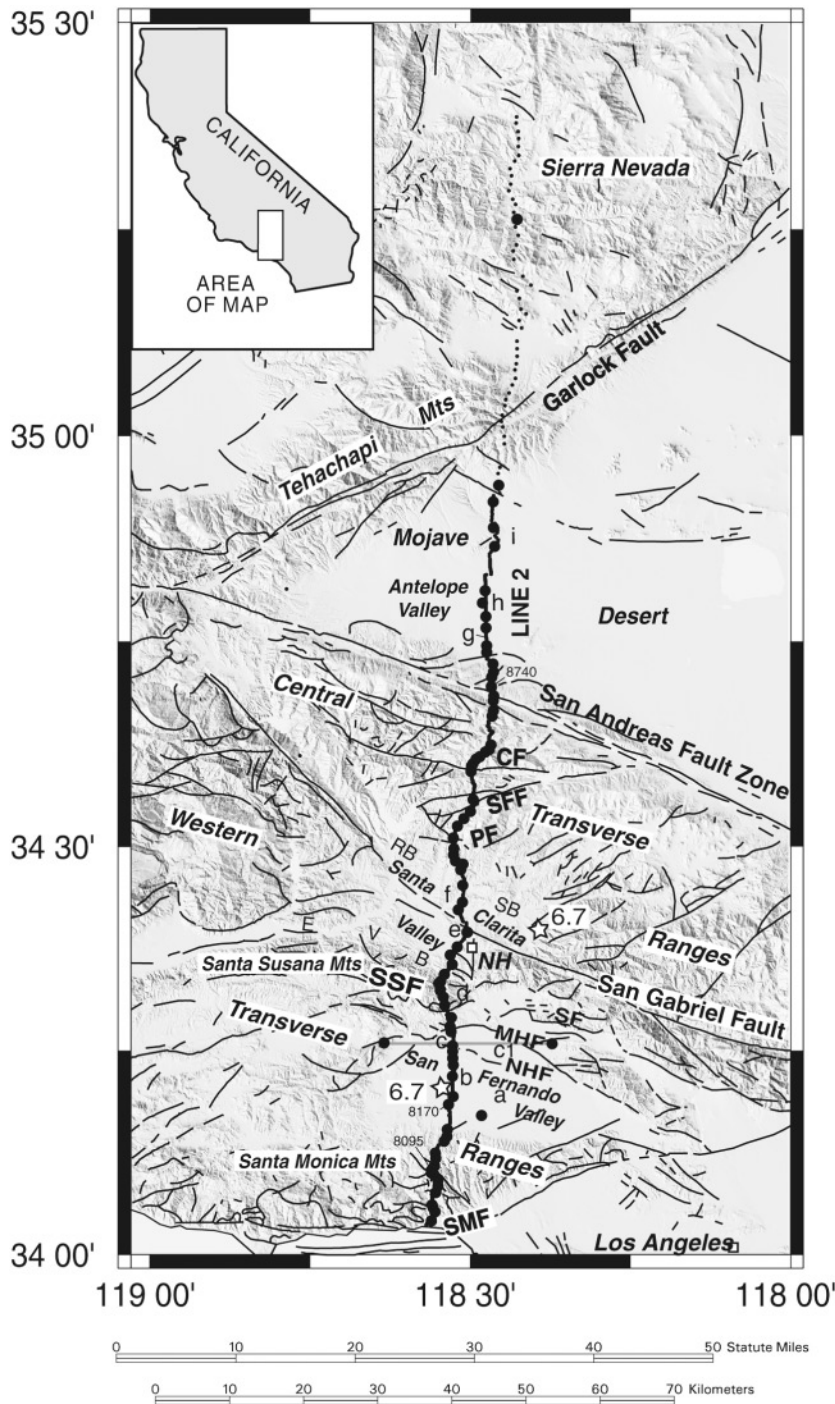 35 30'
CALIFORNIA
AREA
OF MAP
Sierra Nevada
Garlock Fault
35 00'
Tehachapi Mts
Mojave
i
Antelope
Valley
h
LINE 2
Desert
g
8740
Central
San Andreas Fault Zone
CF
SFF
Transverse
Western
PF
34 30'
RB
Santa
f
SB
6.7
Clarita
E
V
Valley
e
Ranges
B
NH
Santa Susana Mts
SSF
d
San Gabriel Fault
Transverse
SF
MHF
c
c1
San
NHF
b
Fernando
6.7
a
8170
Valley
8095
Ranges
Santa Monica Mts
SMF
Los Angeles
34 00'
119 00' 118 30' 118 00'
0 10 20 30 40 50 Statute Miles
0 10 20 30 40 50 60 70 Kilometers